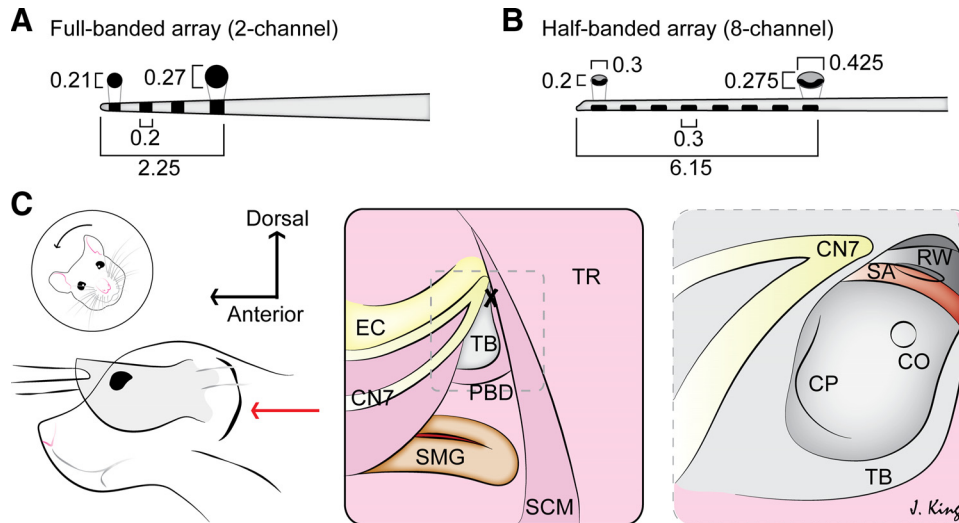 A Full-banded array (2-channel)
0.21
0.27
0.2
2.25
B Half-banded array (8-channel)
0.3
0.2
0.425
0.275
0.3
6.15
C
Dorsal
Anterior
TR
EC
TB
CN7
PBD
SMG
SCM
CN7
RW
SA
CO
CP
TB
J. King